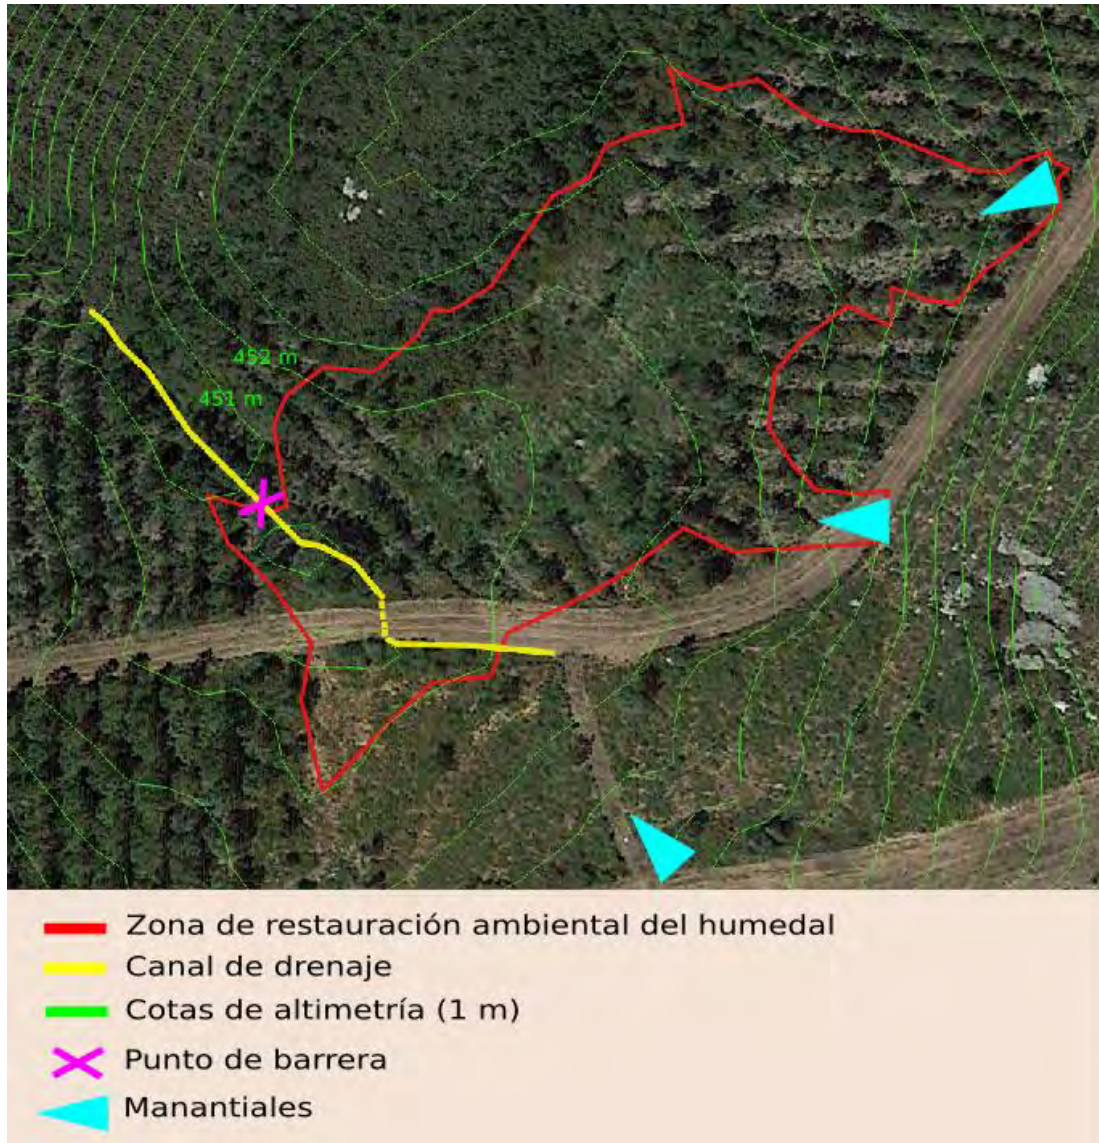 452 m
451 m
Zona de restauración ambiental del humedal
Canal de drenaje
Cotas de altimetría (1 m)
Punto de barrera
Manantiales